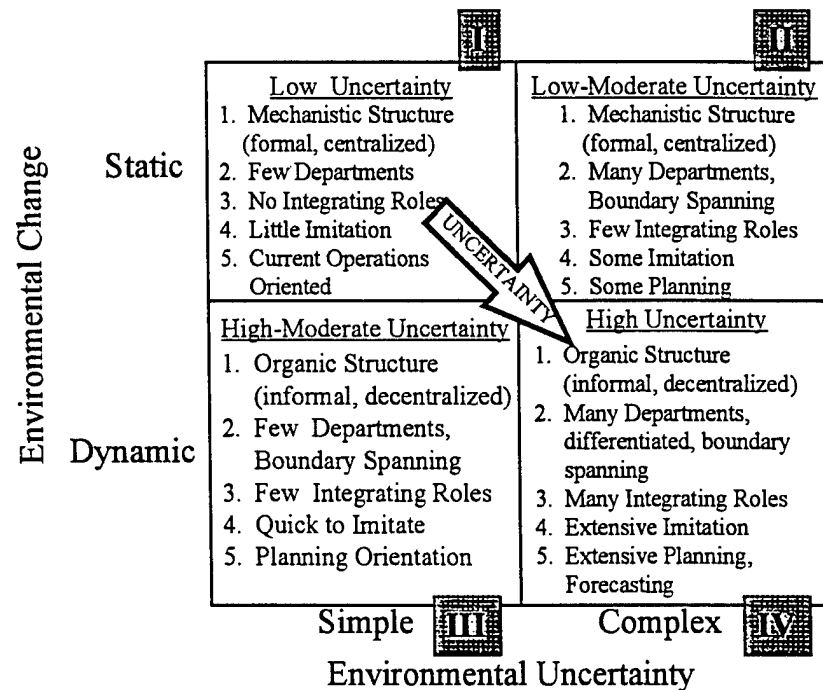 I
II
Low Uncertainty
1. Mechanistic Structure
(formal, centralized)
2. Few Departments
3. No Integrating Roles
4. Little Imitation
5. Current Operations
Oriented
Low-Moderate Uncertainty
1. Mechanistic Structure
(formal, centralized)
2. Many Departments,
Boundary Spanning
3. Few Integrating Roles
4. Some Imitation
5. Some Planning
Environmental Change
Static
UNCERTAINTY
High-Moderate Uncertainty
1. Organic Structure
(informal, decentralized)
2. Few Departments,
Boundary Spanning
3. Few Integrating Roles
4. Quick to Imitate
5. Planning Orientation
High Uncertainty
1. Organic Structure
(informal, decentralized)
2. Many Departments,
differentiated, boundary
spanning
3. Many Integrating Roles
4. Extensive Imitation
5. Extensive Planning,
Forecasting
Dynamic
Simple III
Complex IV
Environmental Uncertainty